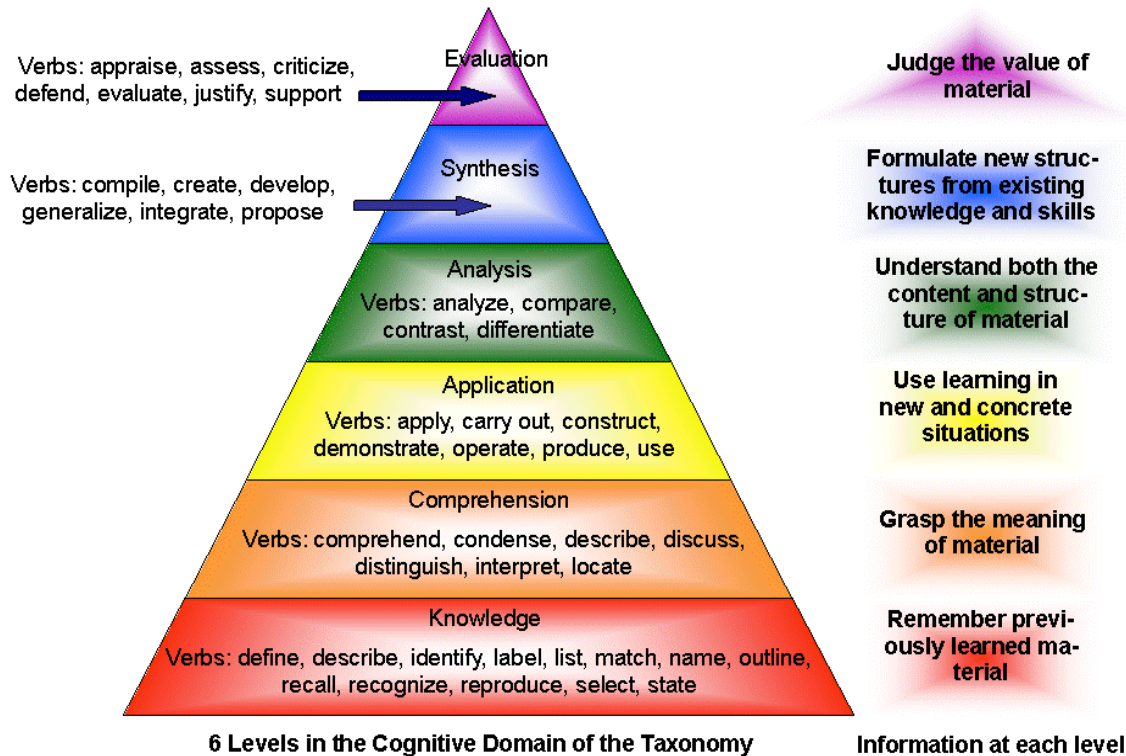 Evaluation
Verbs: appraise, assess, criticize,
defend, evaluate, justify, support
Judge the value of
material
Synthesis
Verbs: compile, create, develop,
generalize, integrate, propose
Formulate new struc-
tures from existing
knowledge and skills
Analysis
Verbs: analyze, compare,
contrast, differentiate
Understand both the
content and struc-
ture of material
Application
Verbs: apply, carry out, construct,
demonstrate, operate, produce, use
Use learning in
new and concrete
situations
Comprehension
Verbs: comprehend, condense, describe, discuss,
distinguish, interpret, locate
Grasp the meaning
of material
Knowledge
Verbs: define, describe, identify, label, list, match, name, outline,
recall, recognize, reproduce, select, state
Remember previ-
ously learned ma-
terial
6 Levels in the Cognitive Domain of the Taxonomy
Information at each level